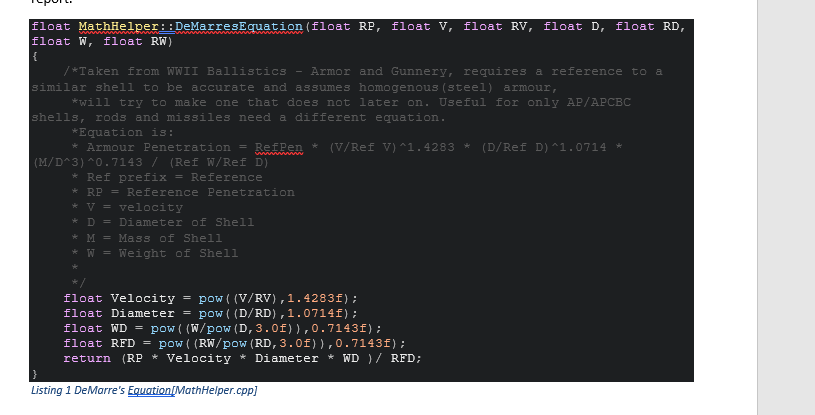 report.
float MathHelper::DeMarresEquation(float RP, float V, float RV, float D, float RD,
float W, float RW)
{
/*Taken from WWII Ballistics - Armor and Gunnery, requires a reference to a
similar shell to be accurate and assumes homogenous(steel) armour,
*will try to make one that does not later on. Useful for only AP/APCBC
shells, rods and missiles need a different equation.
*Equation is:
* Armour Penetration = RefPen * (V/Ref V)^1.4283 * (D/Ref D)^1.0714 *
(M/D^3)^0.7143 / (Ref W/Ref D)
* Ref prefix = Reference
* RP = Reference Penetration
* V = velocity
* D = Diameter of Shell
* M = Mass of Shell
* W = Weight of Shell
*
*/
float Velocity = pow((V/RV),1.4283f);
float Diameter = pow((D/RD),1.0714f);
float WD = pow((W/pow(D,3.0f)),0.7143f);
float RFD = pow((RW/pow(RD,3.0f)),0.7143f);
return (RP * Velocity * Diameter * WD )/ RFD;
}
Listing 1 DeMarre's Equation[MathHelper.cpp]